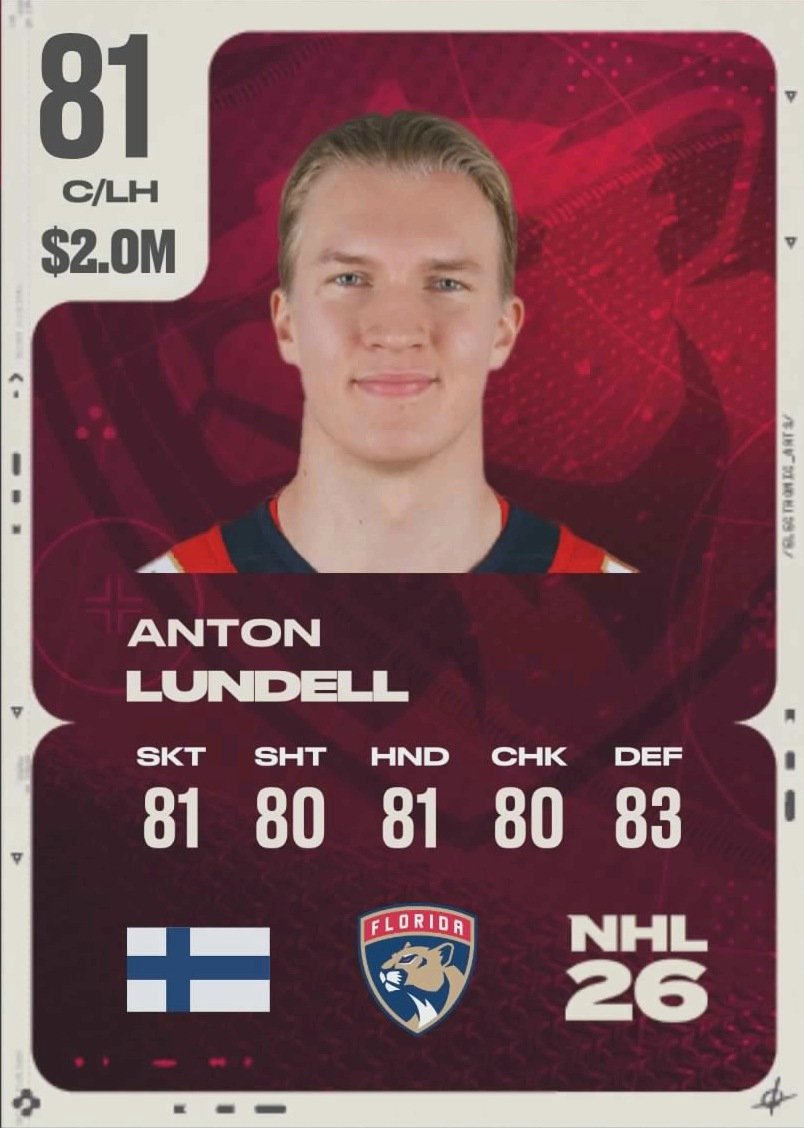 81
C/LH
$2.0M
/ELECTRONIC_ARTS/
ANTON
LUNDELL
SKT SHT HND CHK DEF
81 80 81 80 83
FLORIDA
NHL
26